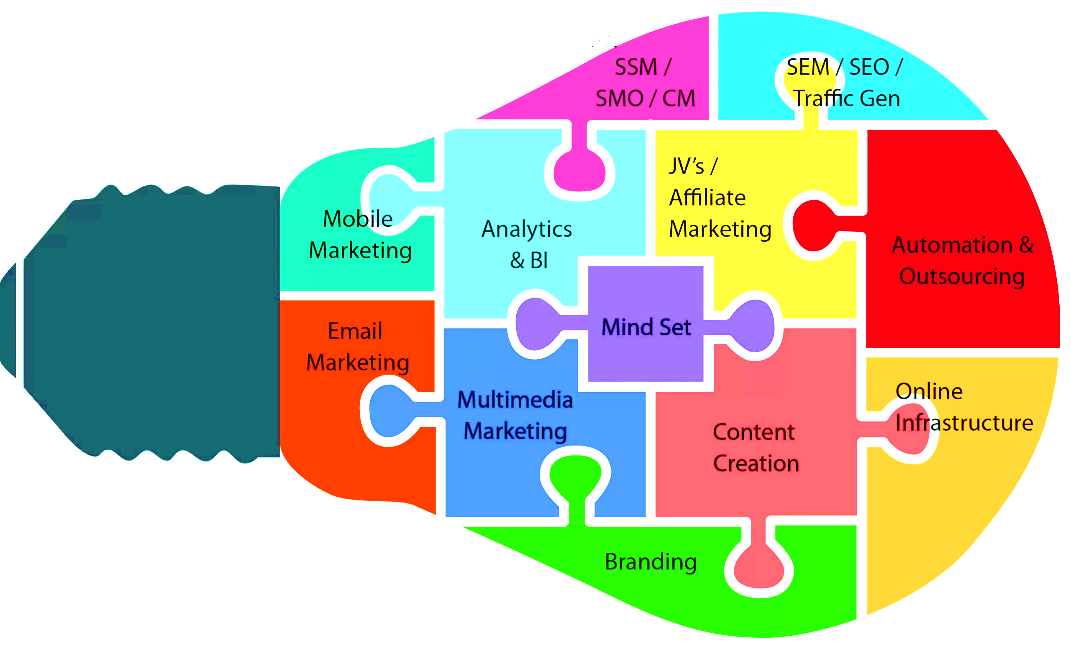 SSM /
SMO / CM
SEM / SEO /
Traffic Gen
Mobile
Marketing
Analytics
& BI
JV's /
Affiliate
Marketing
Automation &
Outsourcing
Mind Set
Email
Marketing
Multimedia
Marketing
Content
Creation
Online
Infrastructure
Branding